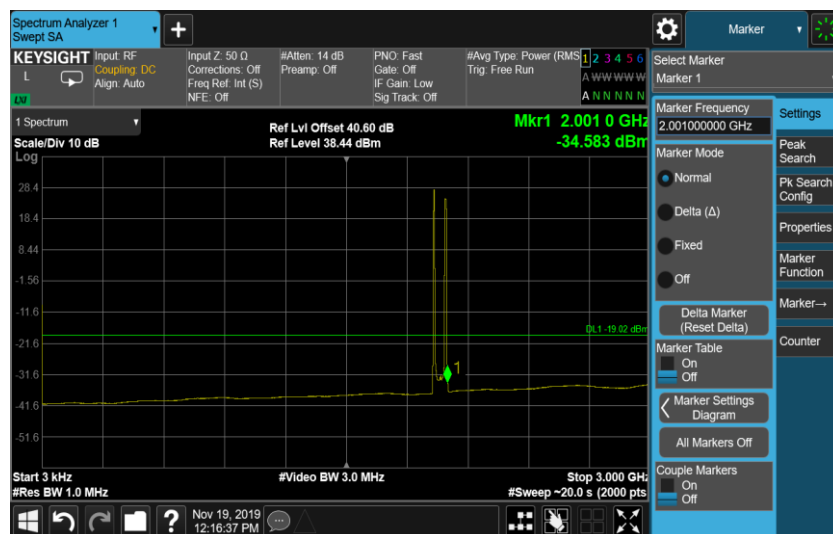 Spectrum Analyzer 1
Swept SA
+
Marker
KEYSIGHT
L
Input: RF
Coupling: DC
Align: Auto
Input Z: 50 Ω
Corrections: Off
Freq Ref: Int (S)
NFE: Off
#Atten: 14 dB
Preamp: Off
PNO: Fast
Gate: Off
IF Gain: Low
Sig Track: Off
#Avg Type: Power (RMS
Trig: Free Run
1 2 3 4 5 6
A W W W W W
A N N N N N
Select Marker
Marker 1
1 Spectrum
Scale/Div 10 dB
Log
Ref Lvl Offset 40.60 dB
Ref Level 38.44 dBm
Mkr1 2.001 0 GHz
-34.583 dBm
28.4
18.4
8.44
-1.56
-11.6
-21.6
-31.6
-41.6
-51.6
DL1 -19.02 dBm
1
Start 3 kHz
#Res BW 1.0 MHz
#Video BW 3.0 MHz
Stop 3.000 GHz
#Sweep ~20.0 s (2000 pts
Marker Frequency
2.001000000 GHz
Marker Mode
Normal
Delta (Δ)
Fixed
Off
Delta Marker
(Reset Delta)
Marker Table
On
Off
Marker Settings
Diagram
All Markers Off
Couple Markers
On
Off
Settings
Peak
Search
Pk Search
Config
Properties
Marker
Function
Marker→
Counter
?
Nov 19, 2019
12:16:37 PM